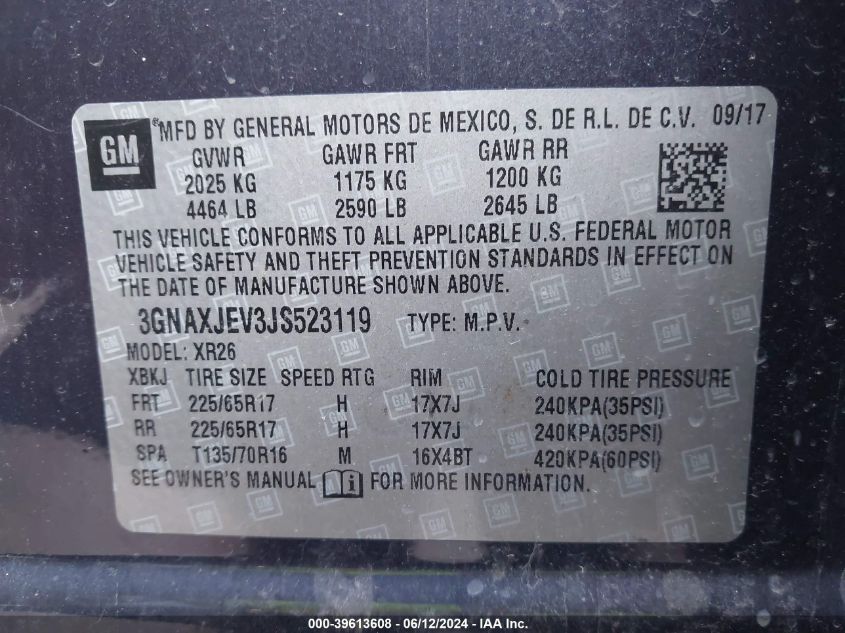 GM
MFD BY GENERAL MOTORS DE MEXICO, S. DE R.L. DE C.V. 09/17
GVWR GAWR FRT GAWR RR
2025 KG 1175 KG 1200 KG
4464 LB 2590 LB 2645 LB
THIS VEHICLE CONFORMS TO ALL APPLICABLE U.S. FEDERAL MOTOR
VEHICLE SAFETY AND THEFT PREVENTION STANDARDS IN EFFECT ON
THE DATE OF MANUFACTURE SHOWN ABOVE.
3GNAXJEV3JS523119 TYPE: M.P.V.
MODEL: XR26
XBKJ TIRE SIZE SPEED RTG RIM COLD TIRE PRESSURE
FRT 225/65R17 H 17X7J 240KPA(35PSI)
RR 225/65R17 H 17X7J 240KPA(35PSI)
SPA T135/70R16 M 16X4BT 420KPA(60PSI)
SEE OWNER'S MANUAL FOR MORE INFORMATION.
000-39613608 - 06/12/2024 - IAA Inc.